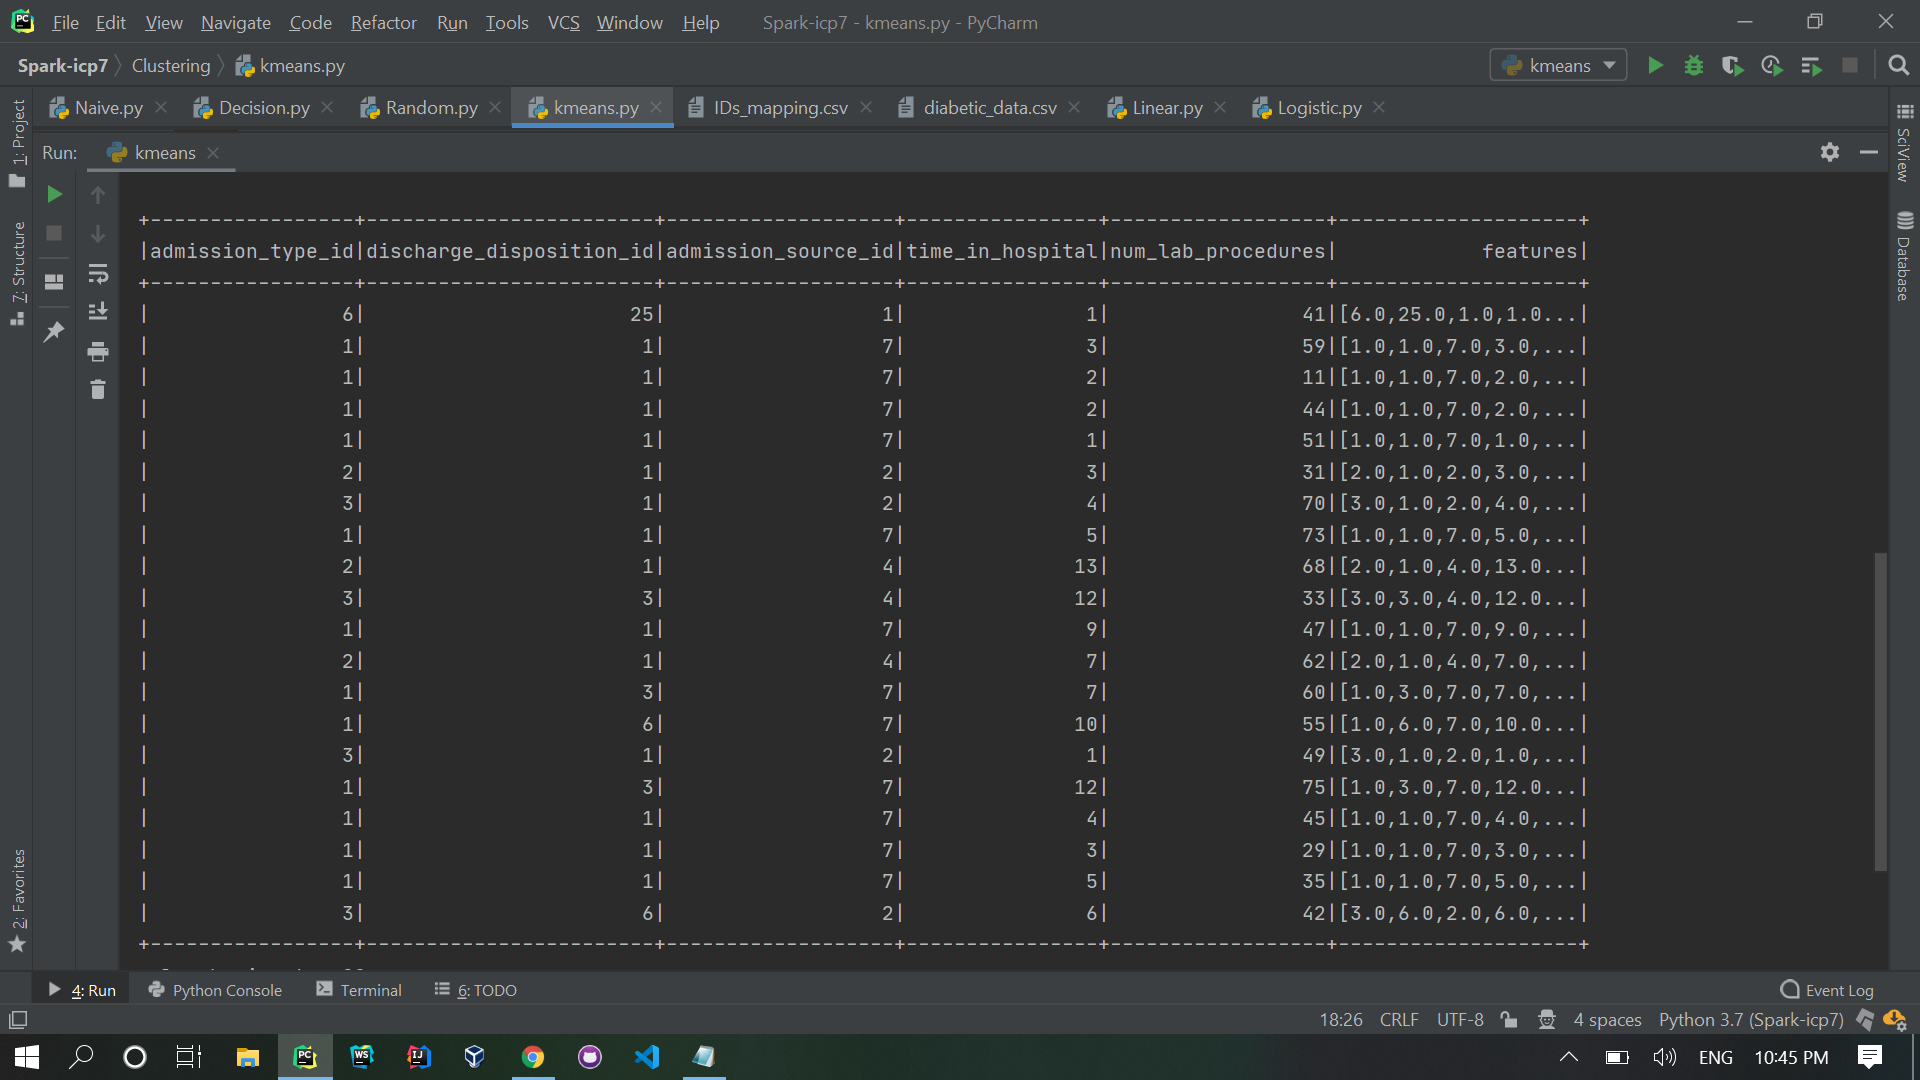 File Edit View Navigate Code Refactor Run Tools VCS Window Help Spark-icp7 - kmeans.py - PyCharm
Spark-icp7 Clustering kmeans.py kmeans
Naive.py Decision.py Random.py kmeans.py IDs_mapping.csv diabetic_data.csv Linear.py Logistic.py
Run: kmeans
1: Project
7: Structure
2: Favorites
SciView
Database
+-----------------+------------------------+-------------------+----------------+------------------+--------------------+
|admission_type_id|discharge_disposition_id|admission_source_id|time_in_hospital|num_lab_procedures|            features|
+-----------------+------------------------+-------------------+----------------+------------------+--------------------+
|                6|                      25|                  1|               1|                41|[6.0,25.0,1.0,1.0...|
|                1|                       1|                  7|               3|                59|[1.0,1.0,7.0,3.0,...|
|                1|                       1|                  7|               2|                11|[1.0,1.0,7.0,2.0,...|
|                1|                       1|                  7|               2|                44|[1.0,1.0,7.0,2.0,...|
|                1|                       1|                  7|               1|                51|[1.0,1.0,7.0,1.0,...|
|                2|                       1|                  2|               3|                31|[2.0,1.0,2.0,3.0,...|
|                3|                       1|                  2|               4|                70|[3.0,1.0,2.0,4.0,...|
|                1|                       1|                  7|               5|                73|[1.0,1.0,7.0,5.0,...|
|                2|                       1|                  4|              13|                68|[2.0,1.0,4.0,13.0...|
|                3|                       3|                  4|              12|                33|[3.0,3.0,4.0,12.0...|
|                1|                       1|                  7|               9|                47|[1.0,1.0,7.0,9.0,...|
|                2|                       1|                  4|               7|                62|[2.0,1.0,4.0,7.0,...|
|                1|                       3|                  7|               7|                60|[1.0,3.0,7.0,7.0,...|
|                1|                       6|                  7|              10|                55|[1.0,6.0,7.0,10.0...|
|                3|                       1|                  2|               1|                49|[3.0,1.0,2.0,1.0,...|
|                1|                       3|                  7|              12|                75|[1.0,3.0,7.0,12.0...|
|                1|                       1|                  7|               4|                45|[1.0,1.0,7.0,4.0,...|
|                1|                       1|                  7|               3|                29|[1.0,1.0,7.0,3.0,...|
|                1|                       1|                  7|               5|                35|[1.0,1.0,7.0,5.0,...|
|                3|                       6|                  2|               6|                42|[3.0,6.0,2.0,6.0,...|
+-----------------+------------------------+-------------------+----------------+------------------+--------------------+
4: Run Python Console Terminal 6: TODO Event Log
18:26 CRLF UTF-8 4 spaces Python 3.7 (Spark-icp7)
ENG 10:45 PM